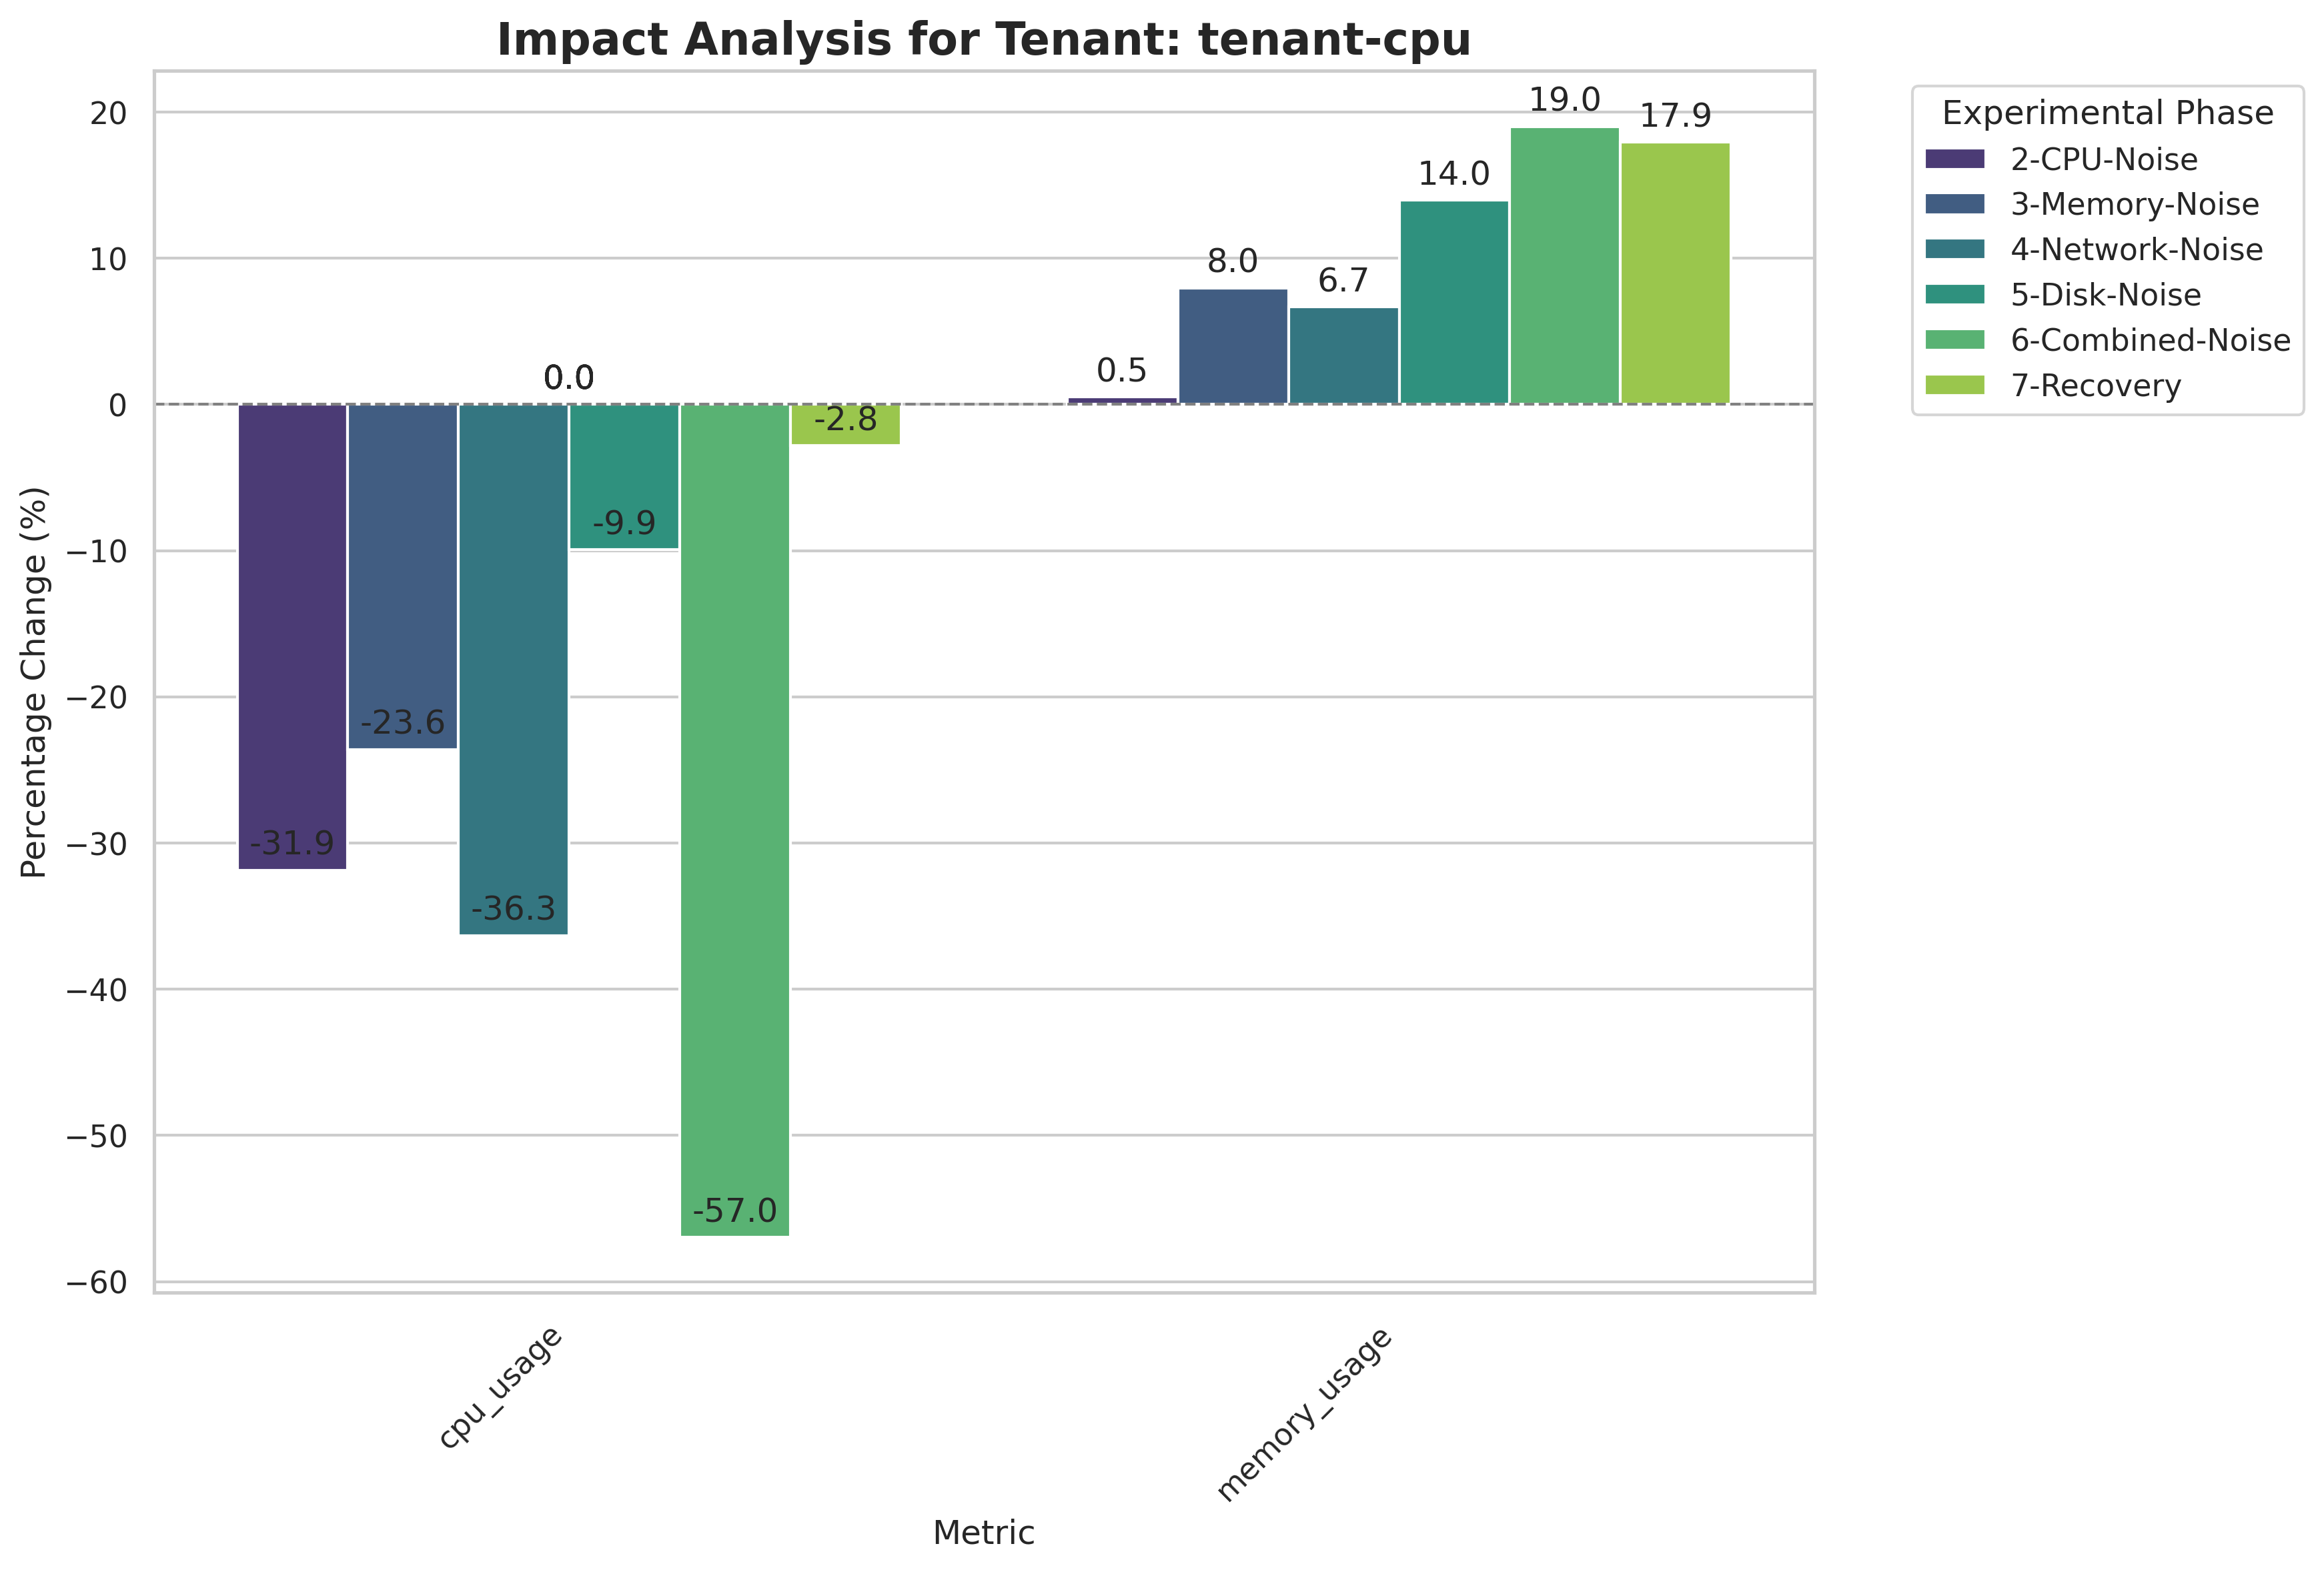 Impact Analysis for Tenant: tenant-cpu
Percentage Change (%)
20
10
0
−10
−20
−30
−40
−50
−60
-31.9
-23.6
-36.3
0.0
-9.9
-57.0
-2.8
0.5
8.0
6.7
14.0
19.0
17.9
cpu_usage
memory_usage
Metric
Experimental Phase
2-CPU-Noise
3-Memory-Noise
4-Network-Noise
5-Disk-Noise
6-Combined-Noise
7-Recovery